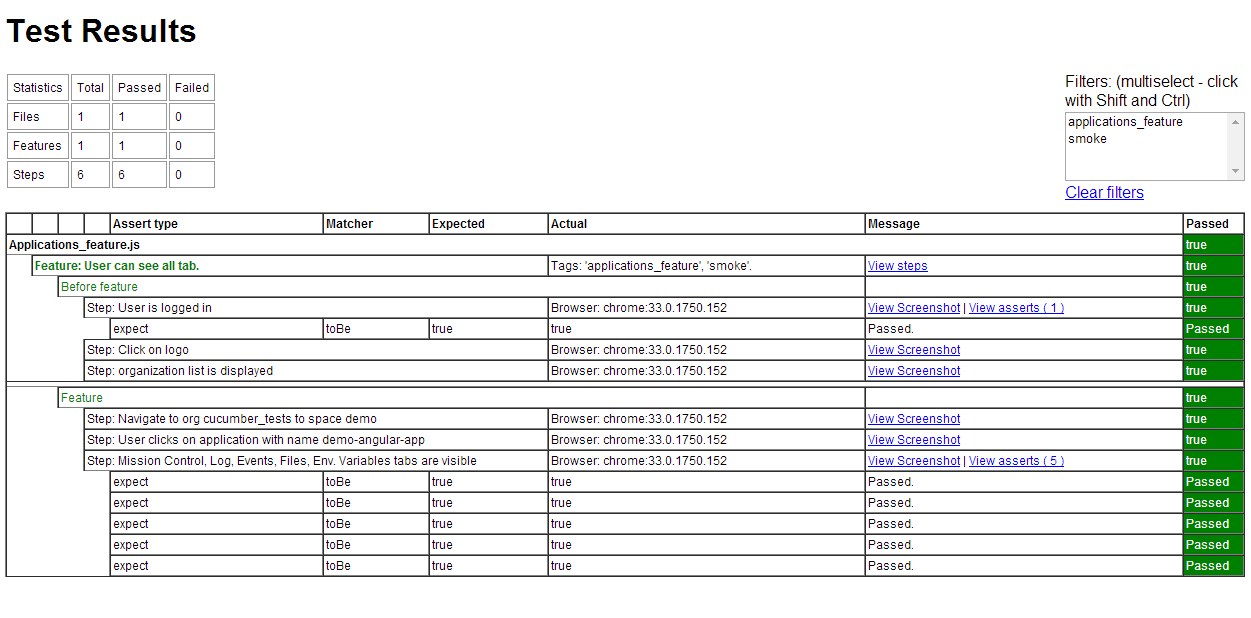 Test Results
Statistics Total Passed Failed
Files 1 1 0
Features 1 1 0
Steps 6 6 0
Filters: (multiselect - click
with Shift and Ctrl)
applications_feature
smoke
Clear filters
Assert type Matcher Expected Actual Message Passed
Applications_feature.js true
Feature: User can see all tab. Tags: 'applications_feature', 'smoke'. View steps true
Before feature true
Step: User is logged in Browser: chrome:33.0.1750.152 View Screenshot | View asserts ( 1 ) true
expect toBe true true Passed. Passed
Step: Click on logo Browser: chrome:33.0.1750.152 View Screenshot true
Step: organization list is displayed Browser: chrome:33.0.1750.152 View Screenshot true
Feature true
Step: Navigate to org cucumber_tests to space demo Browser: chrome:33.0.1750.152 View Screenshot true
Step: User clicks on application with name demo-angular-app Browser: chrome:33.0.1750.152 View Screenshot true
Step: Mission Control, Log, Events, Files, Env. Variables tabs are visible Browser: chrome:33.0.1750.152 View Screenshot | View asserts ( 5 ) true
expect toBe true true Passed. Passed
expect toBe true true Passed. Passed
expect toBe true true Passed. Passed
expect toBe true true Passed. Passed
expect toBe true true Passed. Passed